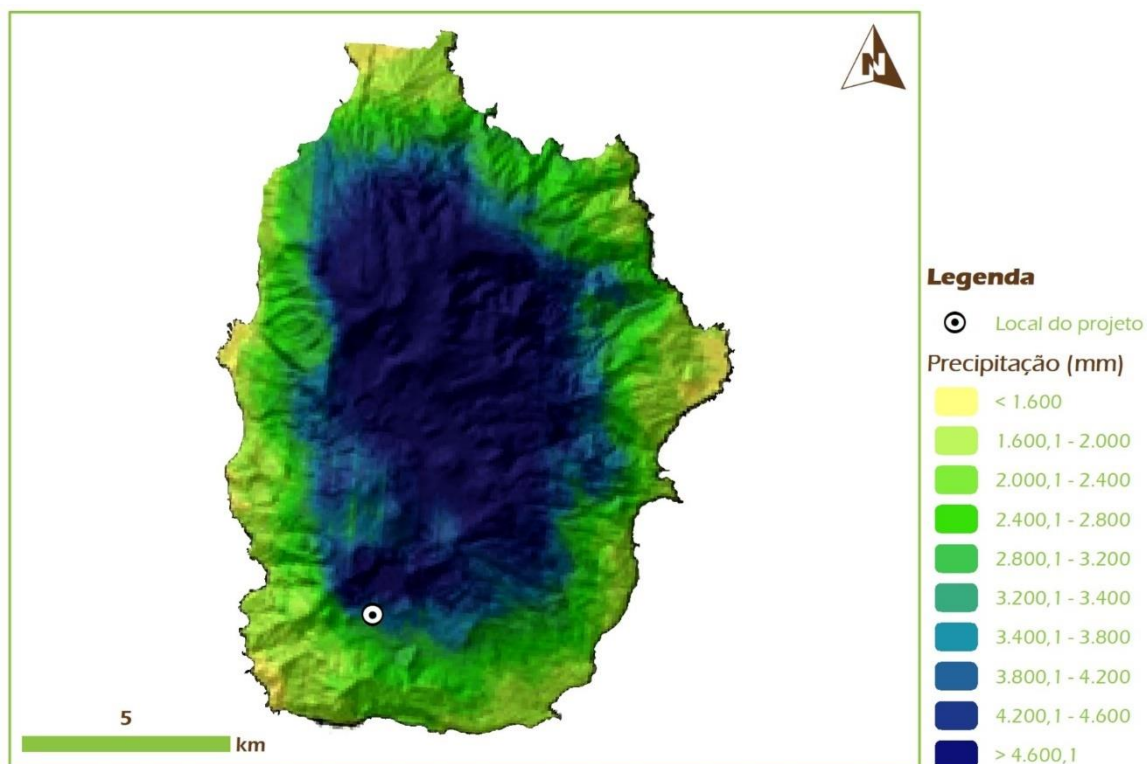 N
Legenda
Local do projeto
Precipitação (mm)
< 1.600
1.600,1 - 2.000
2.000,1 - 2.400
2.400,1 - 2.800
2.800,1 - 3.200
3.200,1 - 3.400
3.400,1 - 3.800
3.800,1 - 4.200
4.200,1 - 4.600
> 4.600,1
5
km